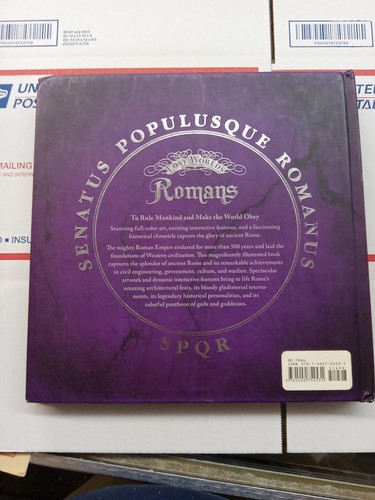 SENATUS POPULUSQUE ROMANUS
LOST WORLDS
Romans
To Rule Mankind and Make the World Obey
Stunning full-color art, exciting interactive features, and a fascinating
historical chronicle capture the glory of ancient Rome.
The mighty Roman Empire endured for more than 500 years and laid the
foundations of Western civilization. This magnificently illustrated book
captures the splendor of ancient Rome and its remarkable achievements
in civil engineering, government, culture, and warfare. Spectacular
artwork and dynamic interactive features bring to life Rome's
amazing architectural feats, its bloody gladiatorial tourna-
ments, its legendary historical personalities, and its
colorful pantheon of gods and goddesses.
SPQR
UN
POS
MAILING
INSU